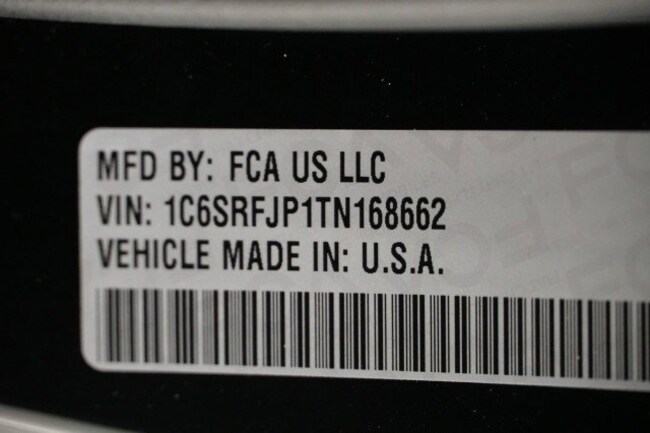 MFD BY: FCA US LLC
VIN: 1C6SRFJP1TN168662
VEHICLE MADE IN: U.S.A.